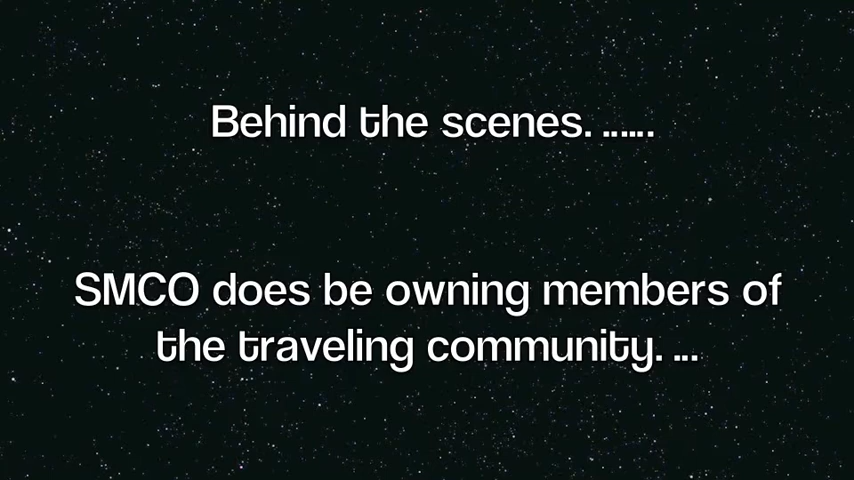 Behind the scenes. ......
SMCO does be owning members of
the traveling community. ...